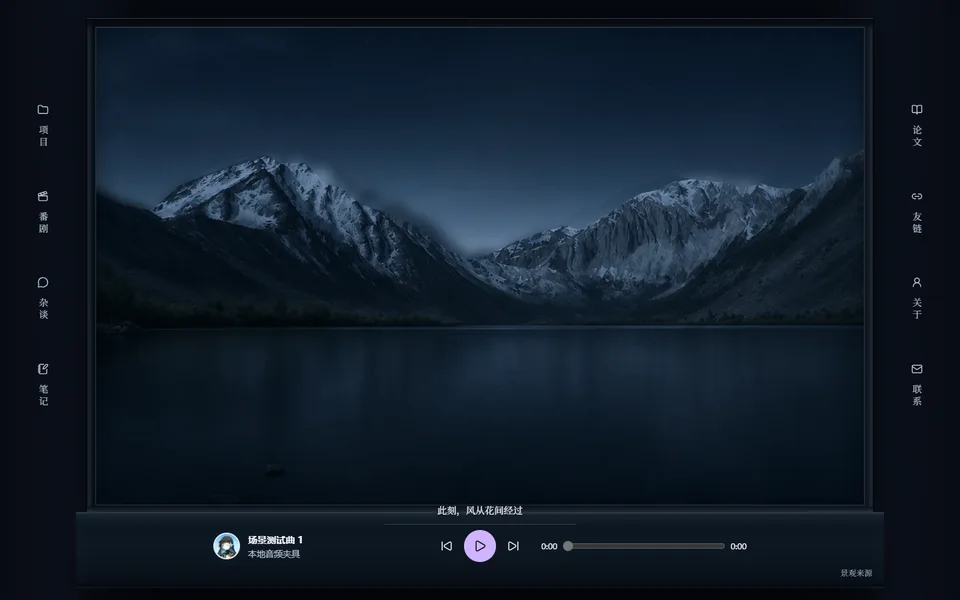 项目
番剧
杂谈
笔记
论文
友链
关于
联系
此刻，风从花间经过
场景测试曲 1
本地音频夹具
0:00
0:00
景观来源